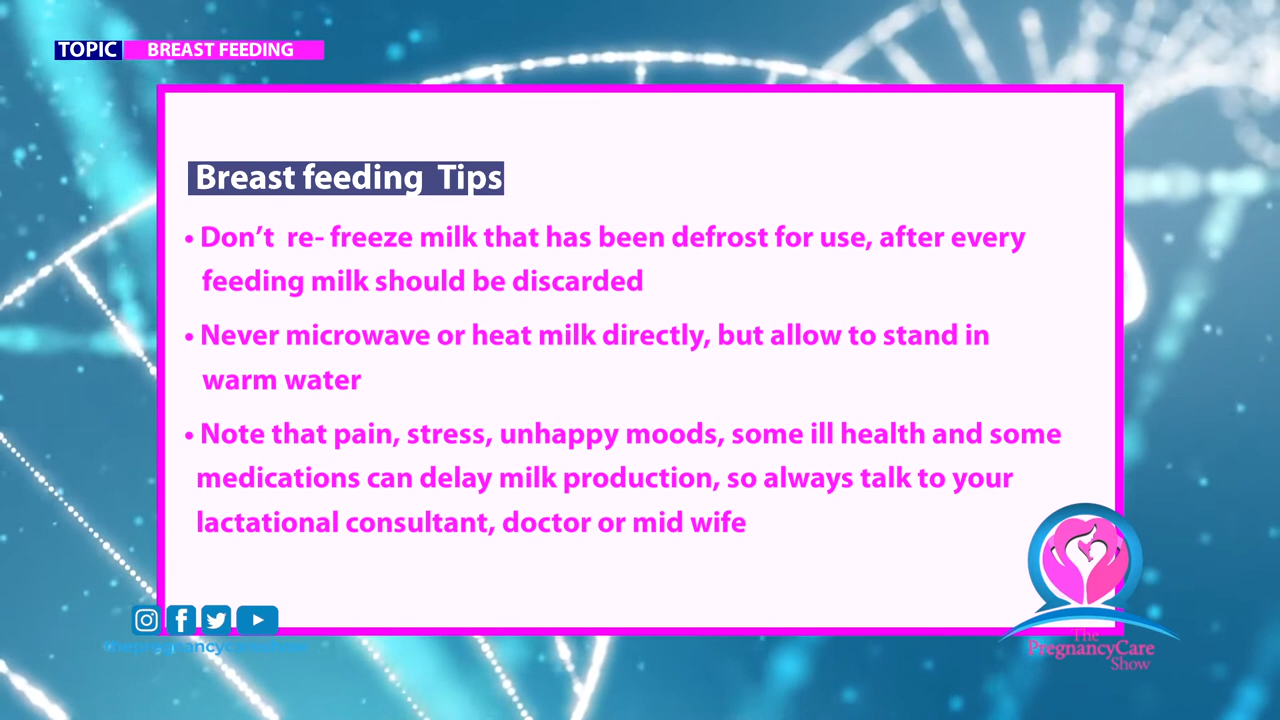 TOPIC BREAST FEEDING
Breast feeding Tips
• Don’t re- freeze milk that has been defrost for use, after every
feeding milk should be discarded
• Never microwave or heat milk directly, but allow to stand in
warm water
• Note that pain, stress, unhappy moods, some ill health and some
medications can delay milk production, so always talk to your
lactational consultant, doctor or mid wife
The
PregnancyCare
Show